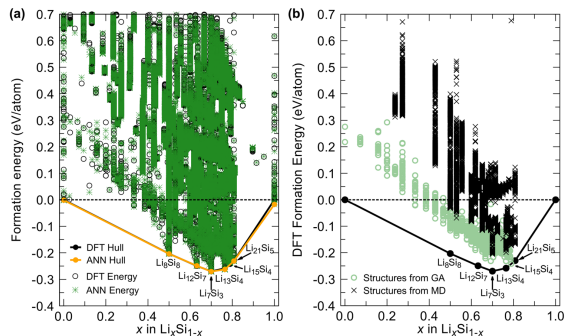 (a)
0.7
0.6
0.5
0.4
0.3
0.2
0.1
0.0
-0.1
-0.2
-0.3
-0.4
Formation energy (eV/atom)
Li8Si8
Li12Si7
Li7Si3
Li13Si4
Li15Si4
Li21Si5
DFT Hull
ANN Hull
DFT Energy
ANN Energy
0.0 0.2 0.4 0.6 0.8 1.0
x in LixSi1-x
(b)
0.7
0.6
0.5
0.4
0.3
0.2
0.1
0.0
-0.1
-0.2
-0.3
-0.4
DFT Formation Energy (eV/atom)
Li8Si8
Li12Si7
Li7Si3
Li13Si4
Li15Si4
Li21Si5
Structures from GA
Structures from MD
0.0 0.2 0.4 0.6 0.8 1.0
x in LixSi1-x